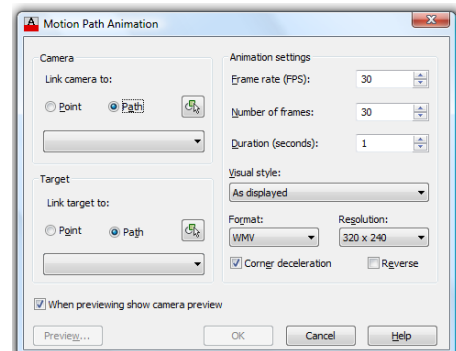 Motion Path Animation
Camera
Link camera to:
Point
Path
Target
Link target to:
Point
Path
Animation settings
Frame rate (FPS):
30
Number of frames:
30
Duration (seconds):
1
Visual style:
As displayed
Format:
Resolution:
WMV
320 x 240
Corner deceleration
Reverse
When previewing show camera preview
Preview...
OK
Cancel
Help